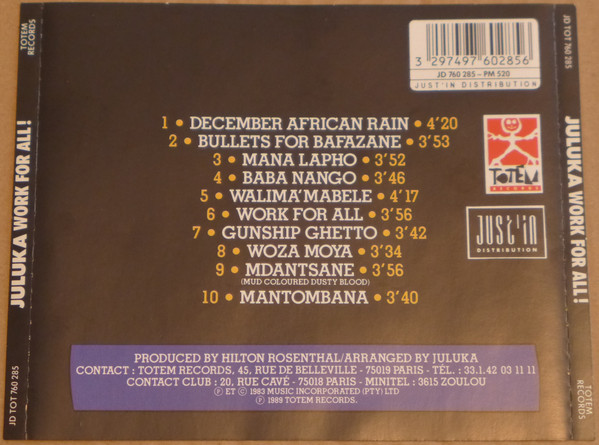 TOTEM
RECORDS
JULUKA WORK FOR ALL!
JD TOT 760 285
3 297497 602856
JD 760 285 – PM 520
JUST'IN DISTRIBUTION
1 • DECEMBER AFRICAN RAIN • 4'20
2 • BULLETS FOR BAFAZANE • 3'53
3 • MANA LAPHO • 3'52
4 • BABA NANGO • 3'46
5 • WALIMA'MABELE • 4'17
6 • WORK FOR ALL • 3'56
7 • GUNSHIP GHETTO • 3'42
8 • WOZA MOYA • 3'34
9 • MDANTSANE • 3'56
(MUD COLOURED DUSTY BLOOD)
10 • MANTOMBANA • 3'40
TOTEM
RECORDS
JUST'IN
DISTRIBUTION
PRODUCED BY HILTON ROSENTHAL/ARRANGED BY JULUKA
CONTACT : TOTEM RECORDS, 45, RUE DE BELLEVILLE - 75019 PARIS - TÉL. : 33.1.42 03 11 11
CONTACT CLUB : 20, RUE CAVÉ - 75018 PARIS - MINITEL : 3615 ZOULOU
Ⓟ ET © 1983 MUSIC INCORPORATED (PTY) LTD
Ⓟ 1989 TOTEM RECORDS.
JD TOT 760 285
JULUKA WORK FOR ALL!
TOTEM
RECORDS